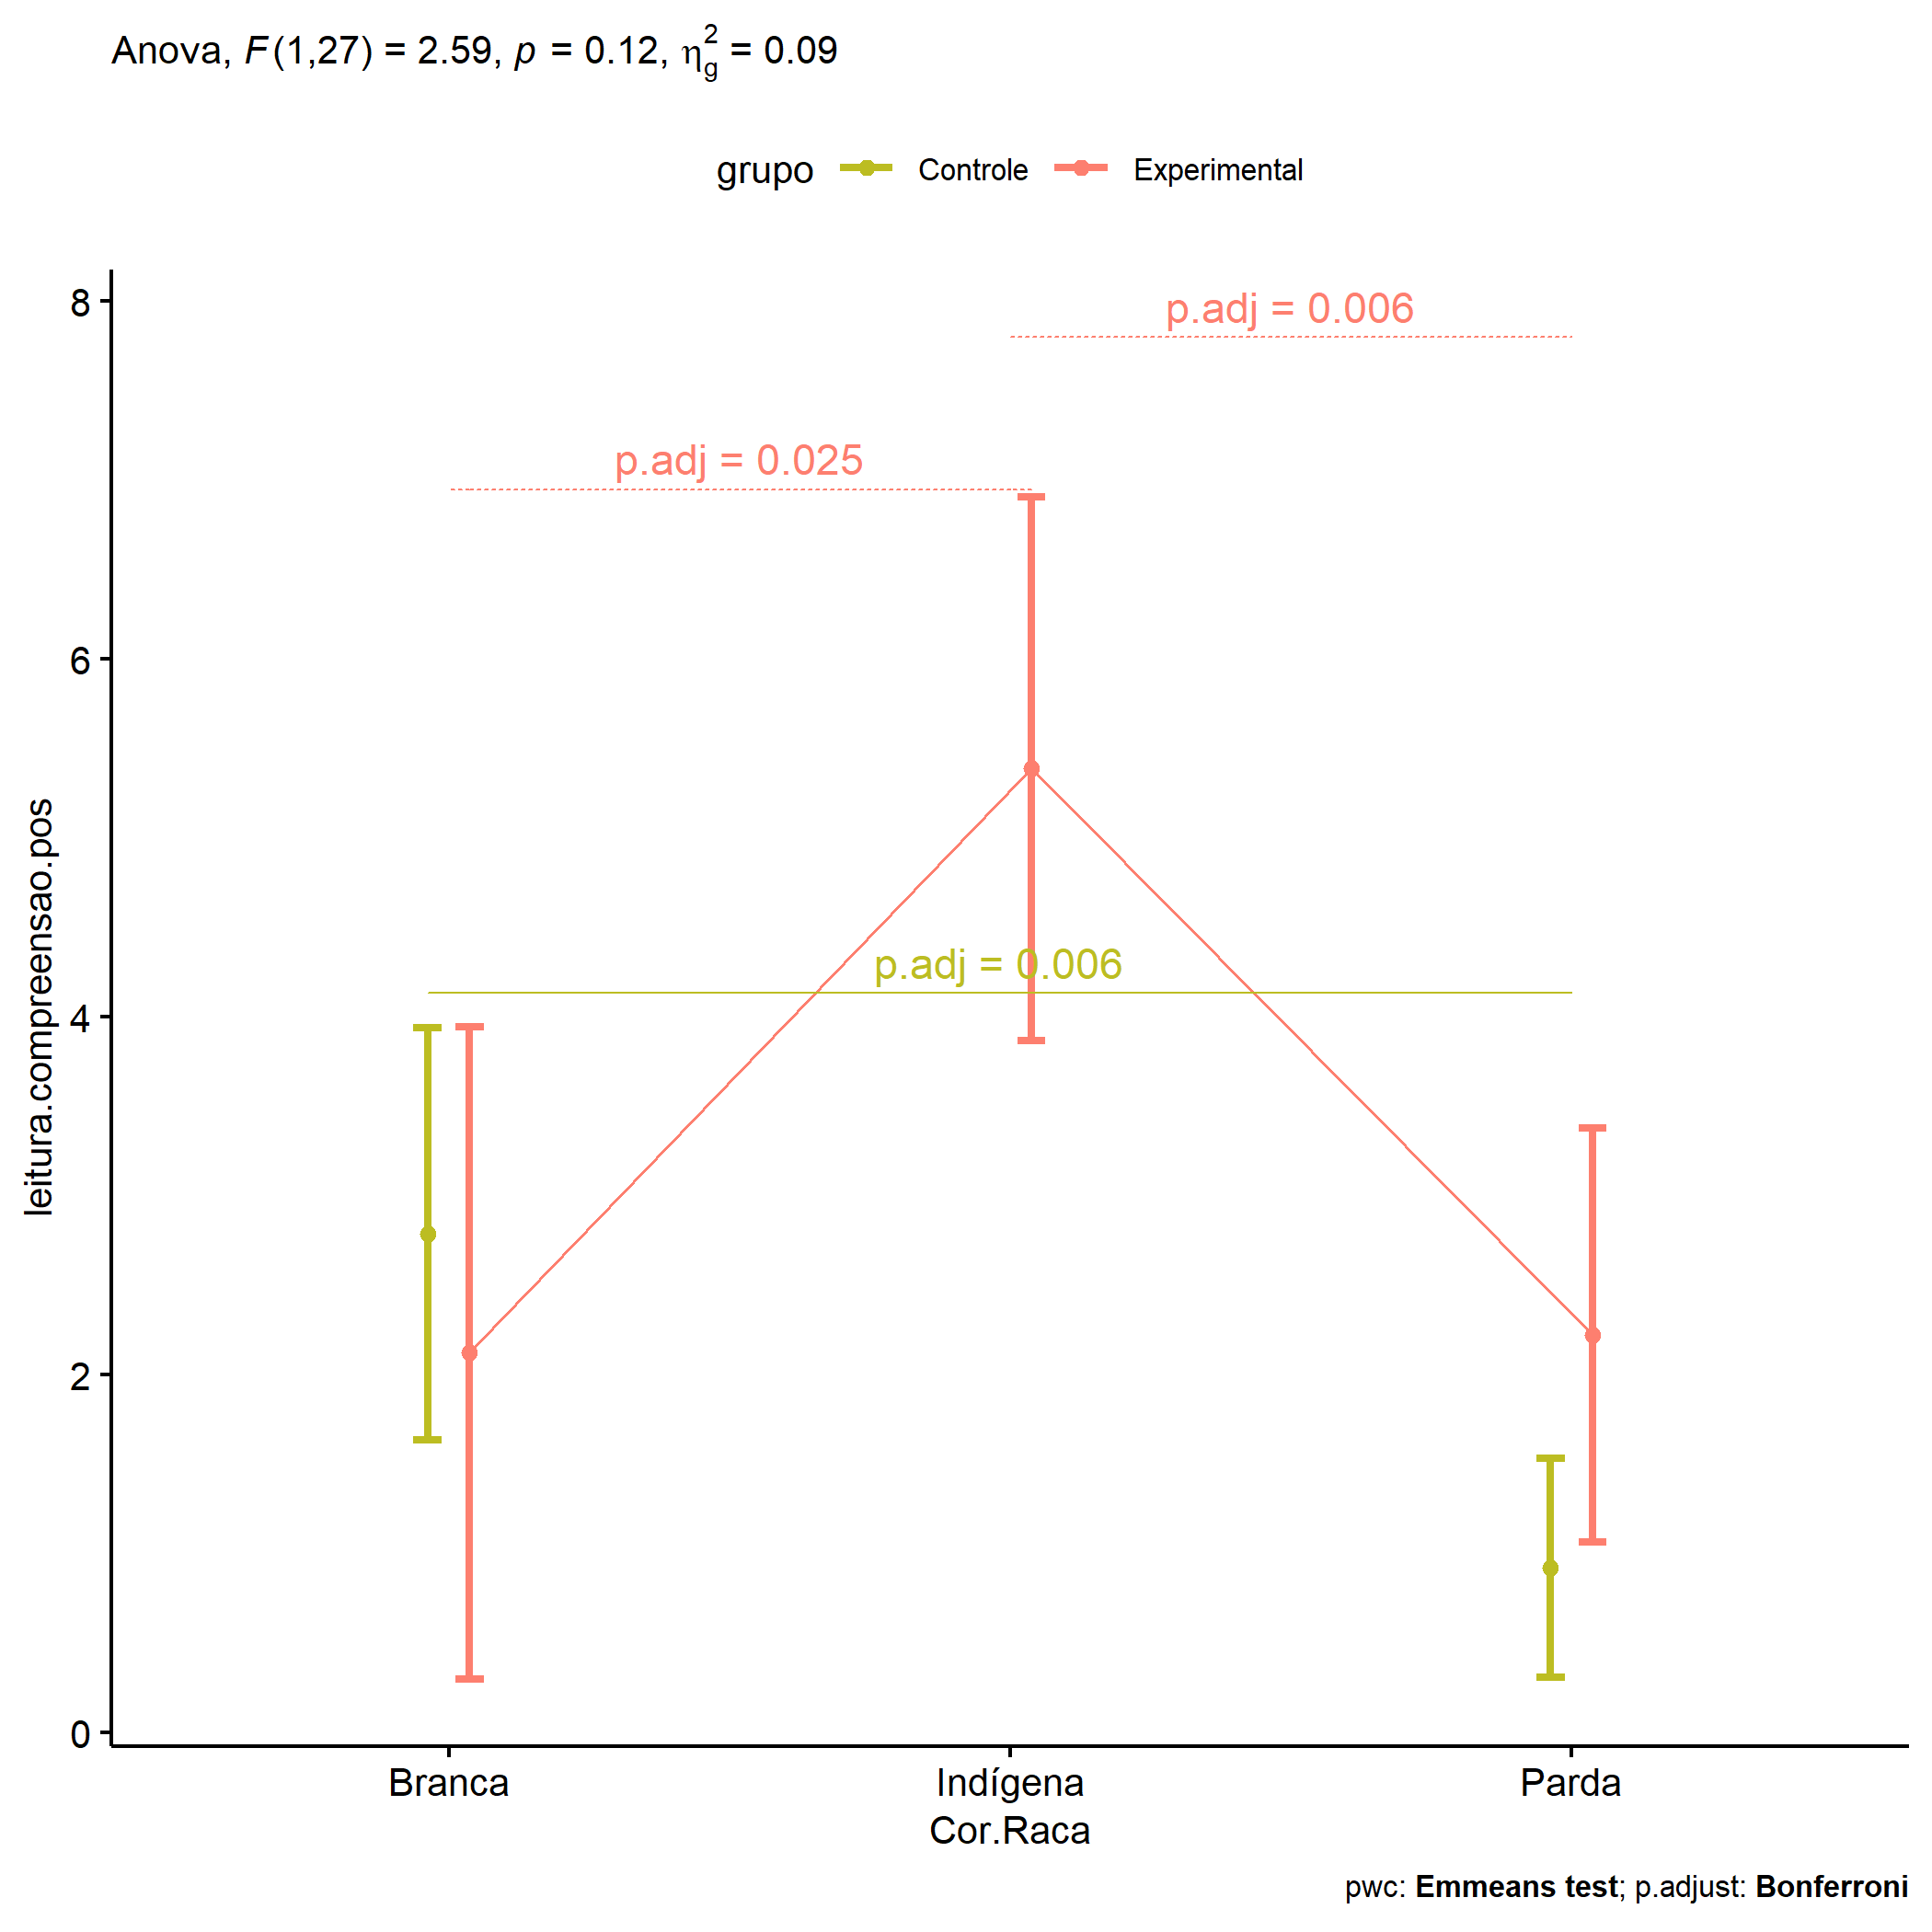 Anova, F(1,27) = 2.59, p = 0.12, η²g = 0.09
grupo Controle Experimental
8
p.adj = 0.006
p.adj = 0.025
6
p.adj = 0.006
4
2
0
leitura.compreensao.pos
Branca Indígena Parda
Cor.Raca
pwc: Emmeans test; p.adjust: Bonferroni